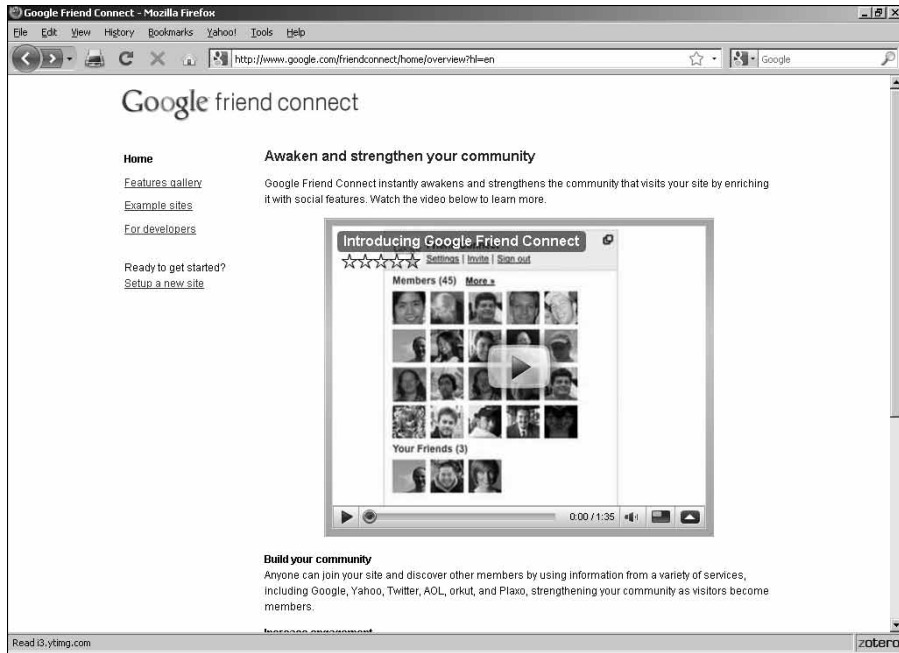 Google Friend Connect - Mozilla Firefox
File Edit View History Bookmarks Yahoo! Tools Help
http://www.google.com/friendconnect/home/overview?hl=en
Google
Google friend connect
Home
Features gallery
Example sites
For developers
Ready to get started?
Setup a new site
Awaken and strengthen your community
Google Friend Connect instantly awakens and strengthens the community that visits your site by enriching
it with social features. Watch the video below to learn more.
Introducing Google Friend Connect
Settings | Invite | Sign out
Members (45) More »
Your Friends (3)
0:00 / 1:35
Build your community
Anyone can join your site and discover other members by using information from a variety of services,
including Google, Yahoo, Twitter, AOL, orkut, and Plaxo, strengthening your community as visitors become
members.
Increase engagement
Read i3.ytimg.com
zotero